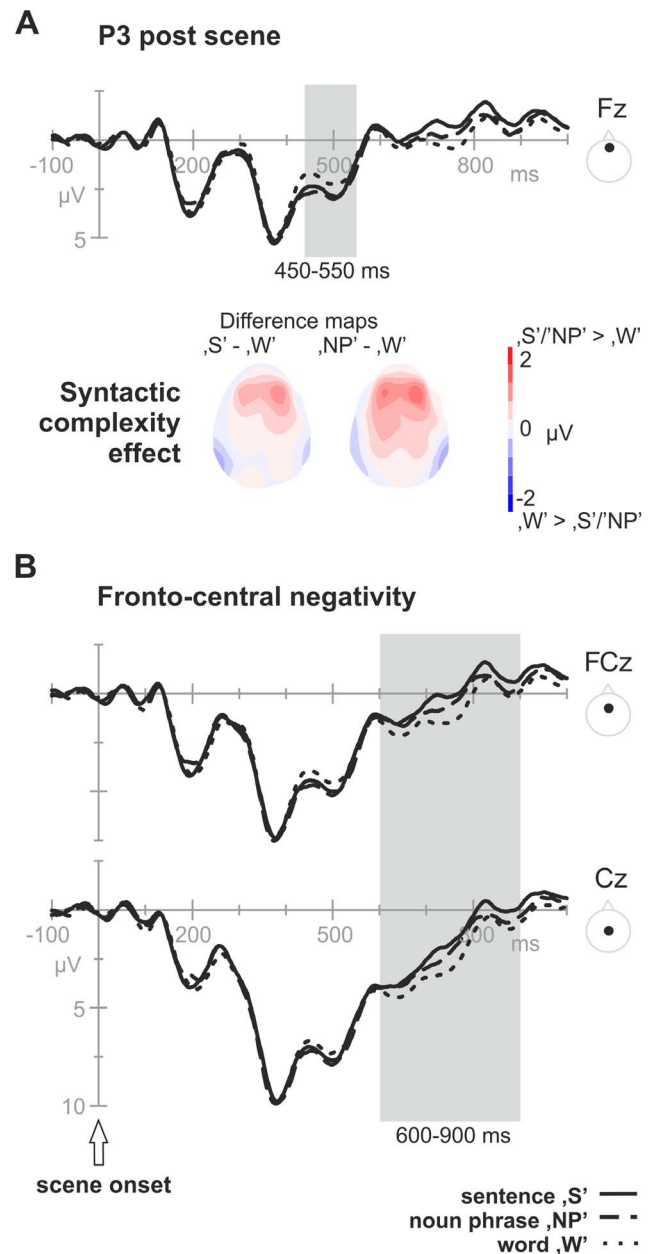 A
P3 post scene
Fz
-100
200
500
800
ms
µV
5
450-550 ms
Difference maps
‚S’ - ‚W’
‚NP’ - ‚W’
Syntactic
complexity
effect
‚S’/’NP’ > ‚W’
2
0
µV
-2
‚W’ > ‚S’/’NP’
B
Fronto-central negativity
FCz
Cz
-100
200
500
800
ms
µV
5
10
600-900 ms
scene onset
sentence ‚S’
noun phrase ‚NP’
word ‚W’